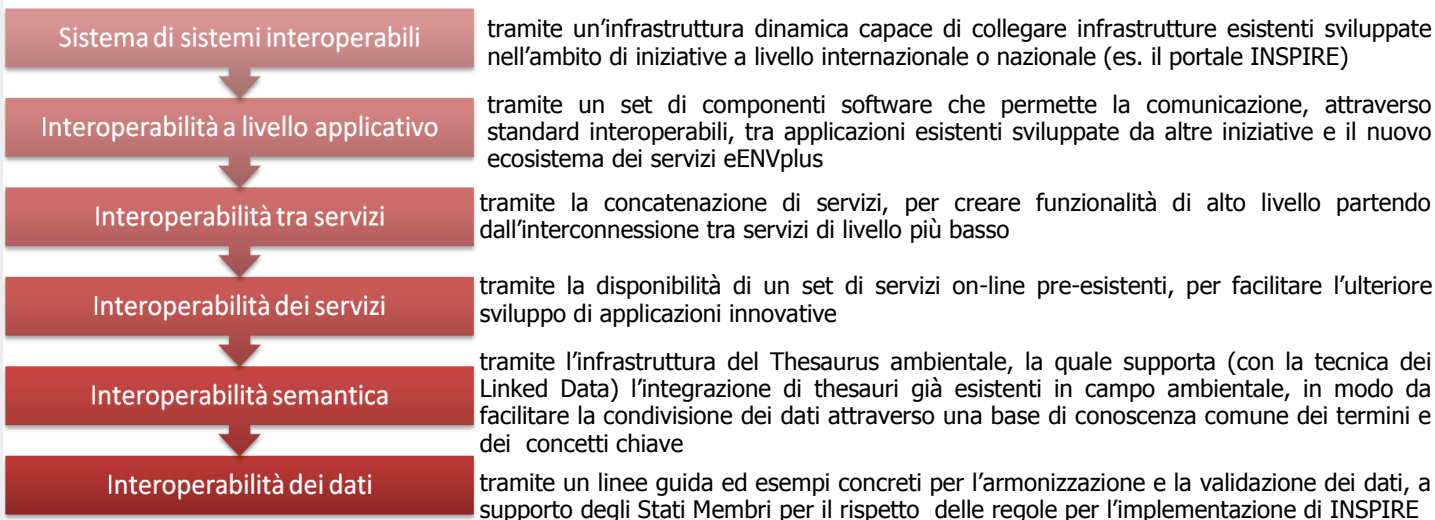 Sistema di sistemi interoperabili
tramite un'infrastruttura dinamica capace di collegare infrastrutture esistenti sviluppate
nell'ambito di iniziative a livello internazionale o nazionale (es. il portale INSPIRE)
Interoperabilità a livello applicativo
tramite un set di componenti software che permette la comunicazione, attraverso
standard interoperabili, tra applicazioni esistenti sviluppate da altre iniziative e il nuovo
ecosistema dei servizi eENVplus
Interoperabilità tra servizi
tramite la concatenazione di servizi, per creare funzionalità di alto livello partendo
dall'interconnessione tra servizi di livello più basso
Interoperabilità dei servizi
tramite la disponibilità di un set di servizi on-line pre-esistenti, per facilitare l'ulteriore
sviluppo di applicazioni innovative
Interoperabilità semantica
tramite l'infrastruttura del Thesaurus ambientale, la quale supporta (con la tecnica dei
Linked Data) l'integrazione di thesauri già esistenti in campo ambientale, in modo da
facilitare la condivisione dei dati attraverso una base di conoscenza comune dei termini e
dei concetti chiave
Interoperabilità dei dati
tramite un linee guida ed esempi concreti per l'armonizzazione e la validazione dei dati, a
supporto degli Stati Membri per il rispetto delle regole per l'implementazione di INSPIRE